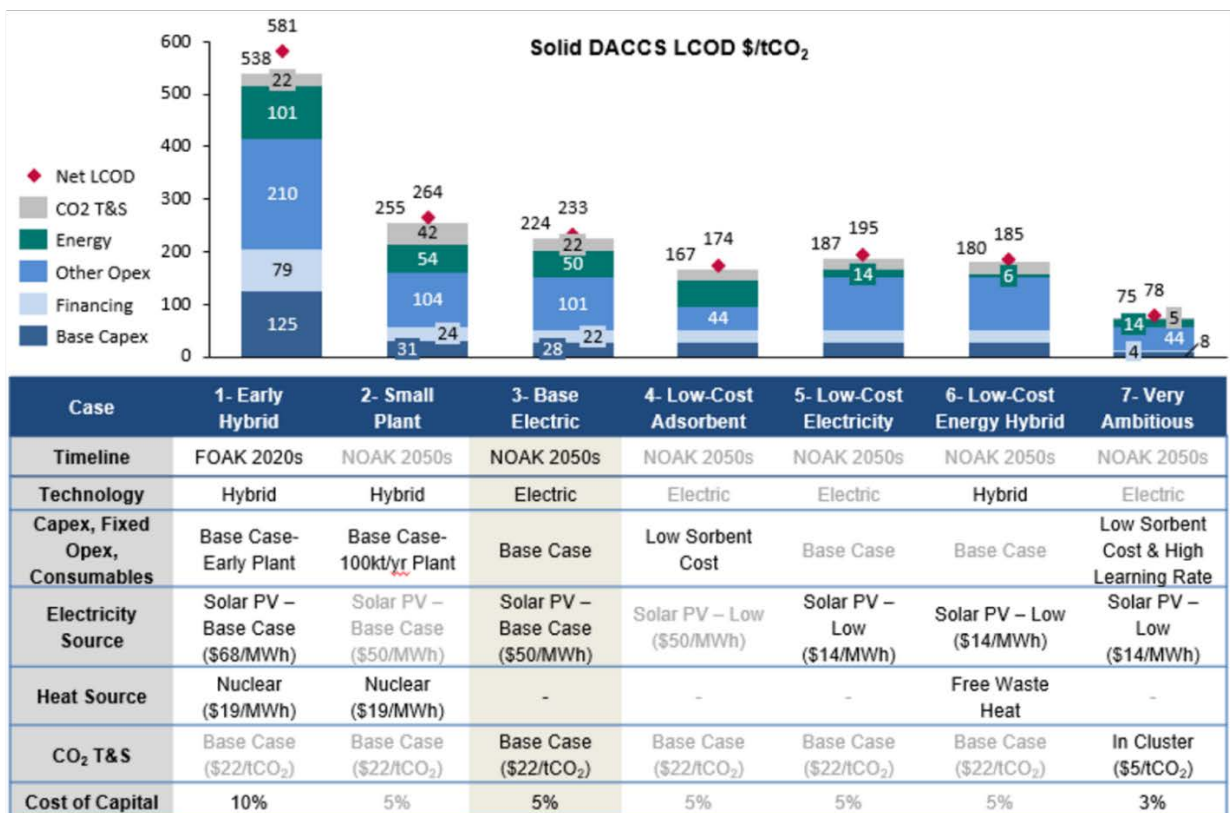 Solid DACCS LCOD $/tCO₂
600
500
400
300
200
100
0
Net LCOD
CO2 T&S
Energy
Other Opex
Financing
Base Capex
581
538
22
101
210
79
125
264
255
42
54
104
24
31
233
224
22
50
101
22
28
174
167
44
195
187
14
185
180
6
75 78
14 5
44
4 8
Case
1- Early Hybrid
2- Small Plant
3- Base Electric
4- Low-Cost Adsorbent
5- Low-Cost Electricity
6- Low-Cost Energy Hybrid
7- Very Ambitious
Timeline
FOAK 2020s
NOAK 2050s
NOAK 2050s
NOAK 2050s
NOAK 2050s
NOAK 2050s
NOAK 2050s
Technology
Hybrid
Hybrid
Electric
Electric
Electric
Hybrid
Electric
Capex, Fixed
Opex,
Consumables
Base Case-
Early Plant
Base Case-
100kt/yr Plant
Base Case
Low Sorbent
Cost
Base Case
Base Case
Low Sorbent
Cost & High
Learning Rate
Electricity
Source
Solar PV –
Base Case
($68/MWh)
Solar PV –
Base Case
($50/MWh)
Solar PV –
Base Case
($50/MWh)
Solar PV – Low
($50/MWh)
Solar PV –
Low
($14/MWh)
Solar PV – Low
($14/MWh)
Solar PV –
Low
($14/MWh)
Heat Source
Nuclear
($19/MWh)
Nuclear
($19/MWh)
-
-
-
Free Waste
Heat
-
CO₂ T&S
Base Case
($22/tCO₂)
Base Case
($22/tCO₂)
Base Case
($22/tCO₂)
Base Case
($22/tCO₂)
Base Case
($22/tCO₂)
Base Case
($22/tCO₂)
In Cluster
($5/tCO₂)
Cost of Capital
10%
5%
5%
5%
5%
5%
3%